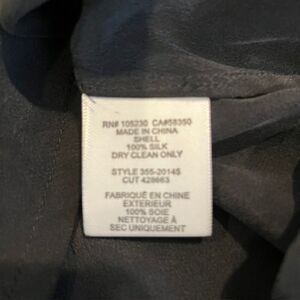 RN# 105230 CA#58350
MADE IN CHINA
SHELL
100% SILK
DRY CLEAN ONLY
STYLE 355-2014S
CUT 428663
FABRIQUÉ EN CHINE
EXTERIEUR
100% SOIE
NETTOYAGE À
SEC UNIQUEMENT